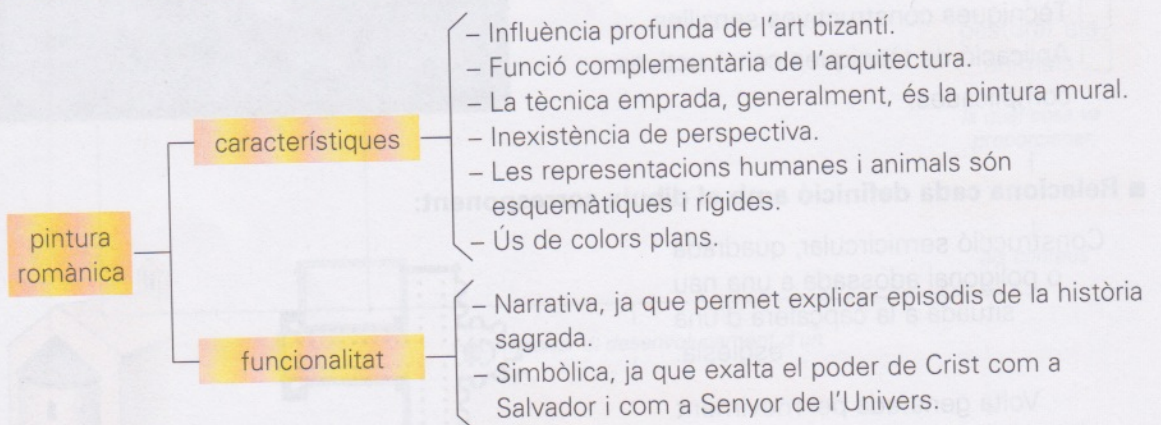 – Influència profunda de l'art bizantí.
– Funció complementària de l'arquitectura.
– La tècnica emprada, generalment, és la pintura mural.
característiques
– Inexistència de perspectiva.
– Les representacions humanes i animals són
esquemàtiques i rígides.
– Ús de colors plans.
pintura
romànica
– Narrativa, ja que permet explicar episodis de la història
sagrada.
funcionalitat
– Simbòlica, ja que exalta el poder de Crist com a
Salvador i com a Senyor de l'Univers.